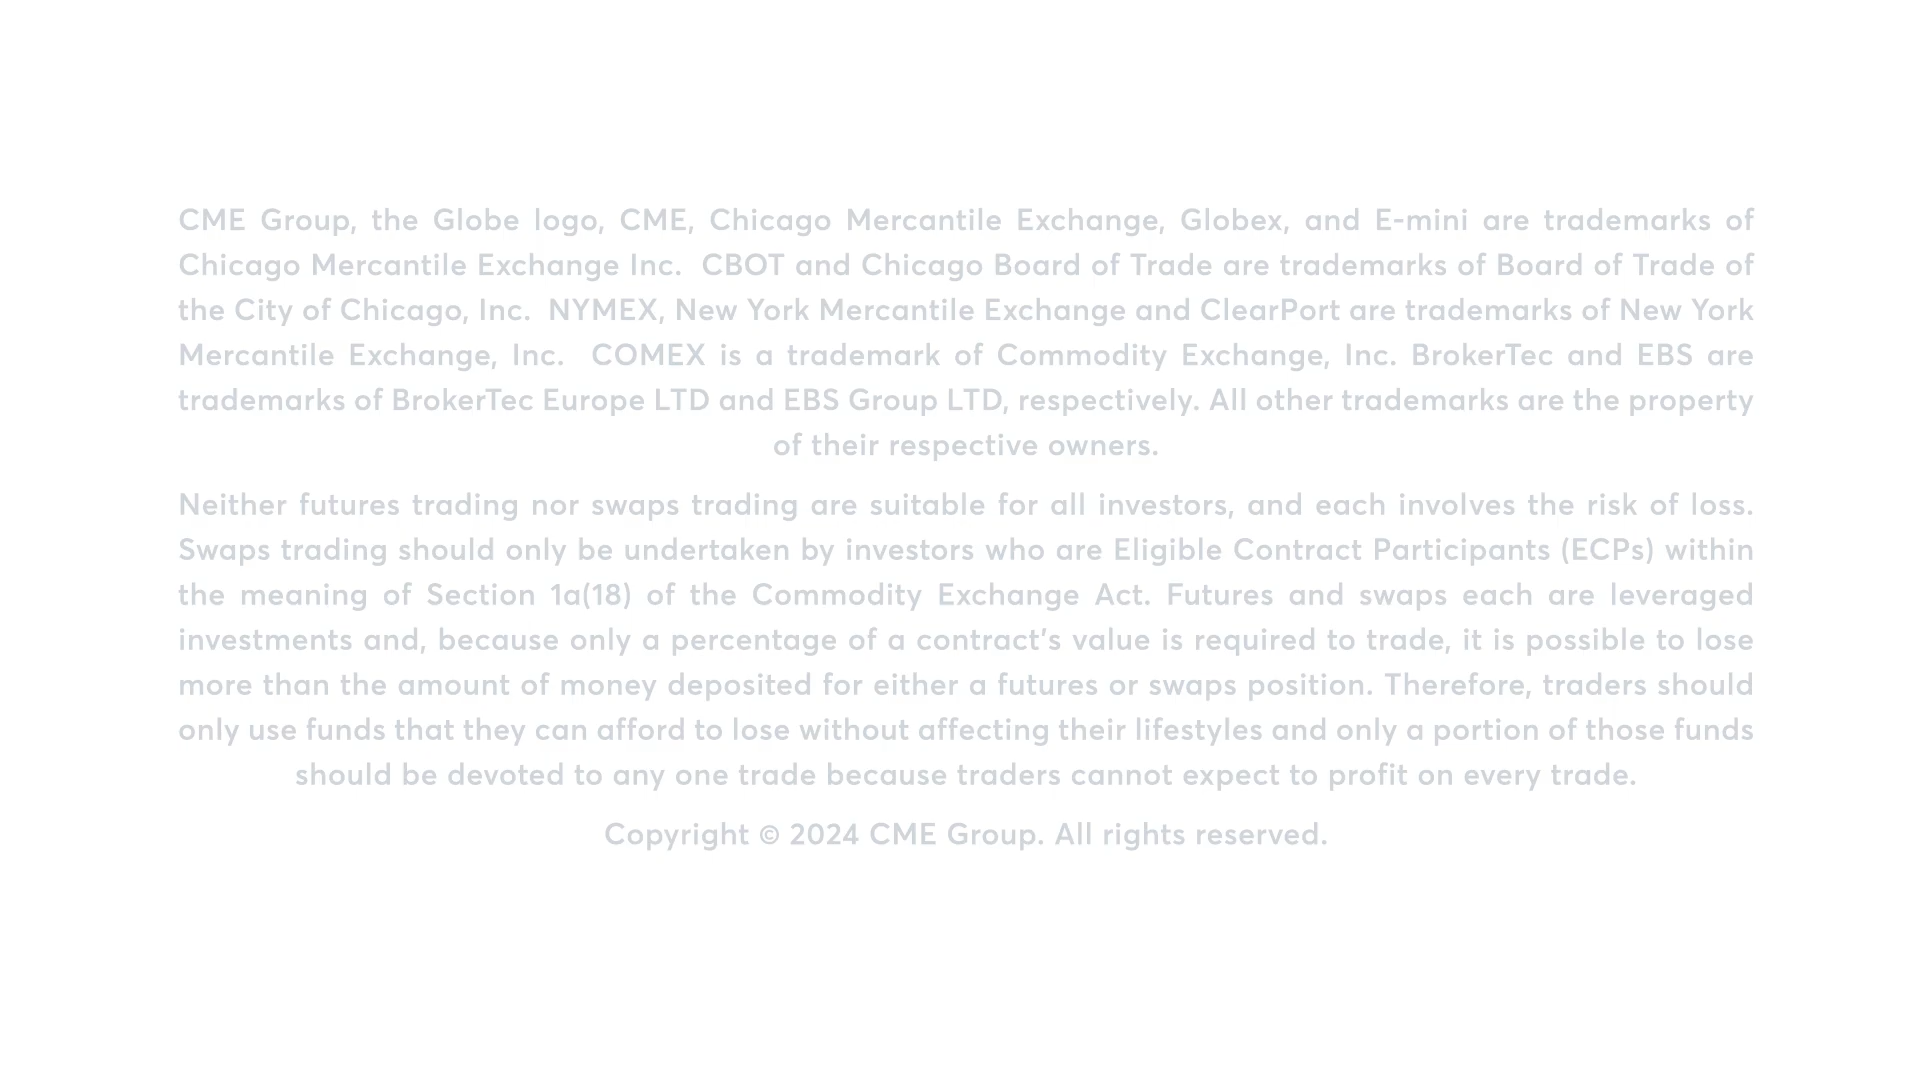 CME Group, the Globe logo, CME, Chicago Mercantile Exchange, Globex, and E-mini are trademarks of
Chicago Mercantile Exchange Inc.  CBOT and Chicago Board of Trade are trademarks of Board of Trade of
the City of Chicago, Inc.  NYMEX, New York Mercantile Exchange and ClearPort are trademarks of New York
Mercantile Exchange, Inc.  COMEX is a trademark of Commodity Exchange, Inc. BrokerTec and EBS are
trademarks of BrokerTec Europe LTD and EBS Group LTD, respectively. All other trademarks are the property
of their respective owners.
Neither futures trading nor swaps trading are suitable for all investors, and each involves the risk of loss.
Swaps trading should only be undertaken by investors who are Eligible Contract Participants (ECPs) within
the meaning of Section 1a(18) of the Commodity Exchange Act. Futures and swaps each are leveraged
investments and, because only a percentage of a contract’s value is required to trade, it is possible to lose
more than the amount of money deposited for either a futures or swaps position. Therefore, traders should
only use funds that they can afford to lose without affecting their lifestyles and only a portion of those funds
should be devoted to any one trade because traders cannot expect to profit on every trade.
Copyright © 2024 CME Group. All rights reserved.